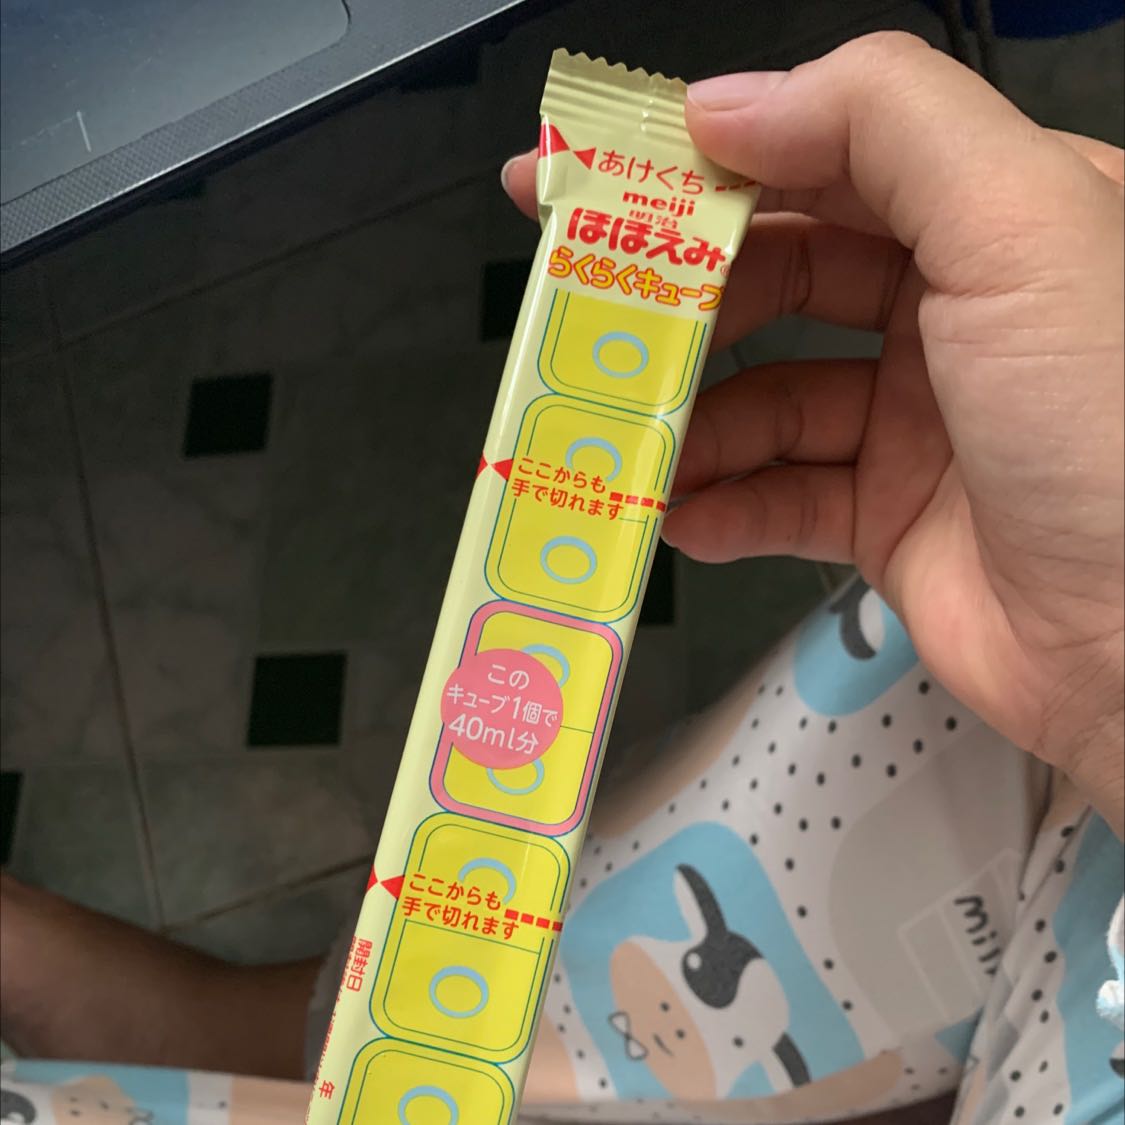 あけくち
meiji
明治
ほほえみ®
らくらくキューブ
ここからも
手で切れます
この
キューブ1個で
40ml分
ここからも
手で切れます
開封日
年